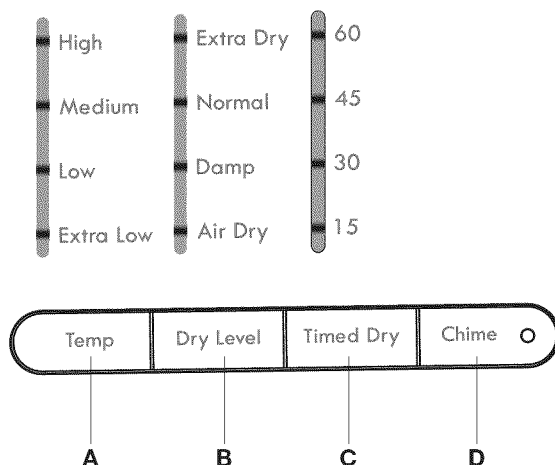 High Extra Dry 60
Medium Normal 45
Low Damp 30
Extra Low Air Dry 15
Temp Dry Level Timed Dry Chime
A B C D